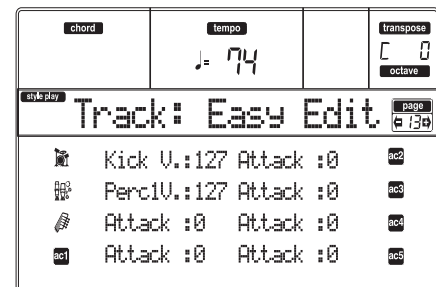 chord tempo transpose
♩= 74 C 0
octave
style play
Track: Easy Edit page
13
Kick V.:127 Attack :0 ac2
Perc1V.:127 Attack :0 ac3
Attack :0 Attack :0 ac4
ac1 Attack :0 Attack :0 ac5